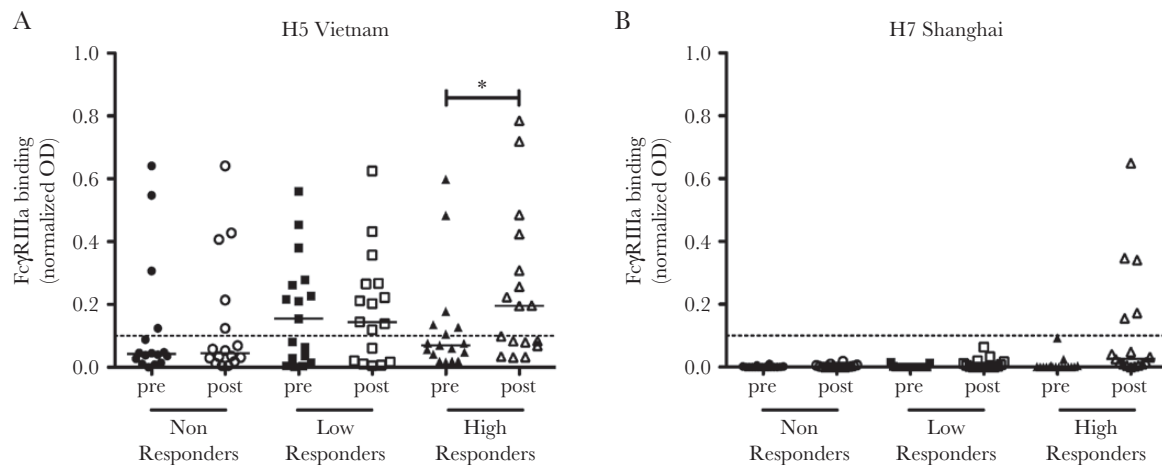 A
H5 Vietnam
FcγRIIIa binding
(normalized OD)
1.0
0.8
0.6
0.4
0.2
0.0
*
pre
post
pre
post
pre
post
Non
Responders
Low
Responders
High
Responders
B
H7 Shanghai
FcγRIIIa binding
(normalized OD)
1.0
0.8
0.6
0.4
0.2
0.0
pre
post
pre
post
pre
post
Non
Responders
Low
Responders
High
Responders